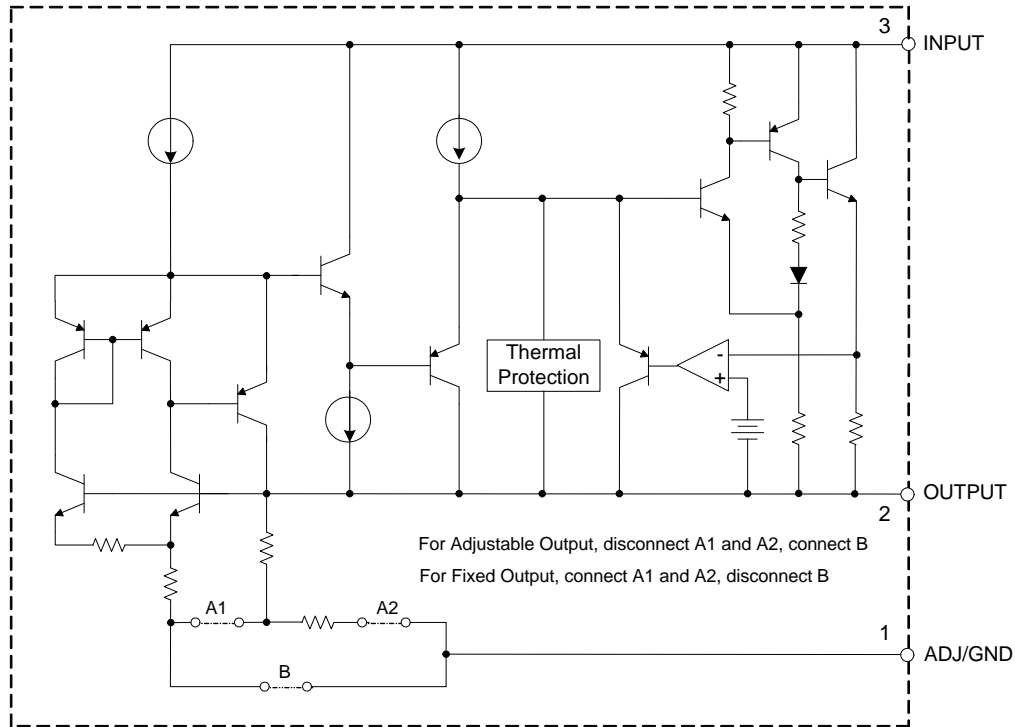 3
INPUT
Thermal
Protection
-
+
OUTPUT
2
For Adjustable Output, disconnect A1 and A2, connect B
For Fixed Output, connect A1 and A2, disconnect B
A1
A2
1
ADJ/GND
B